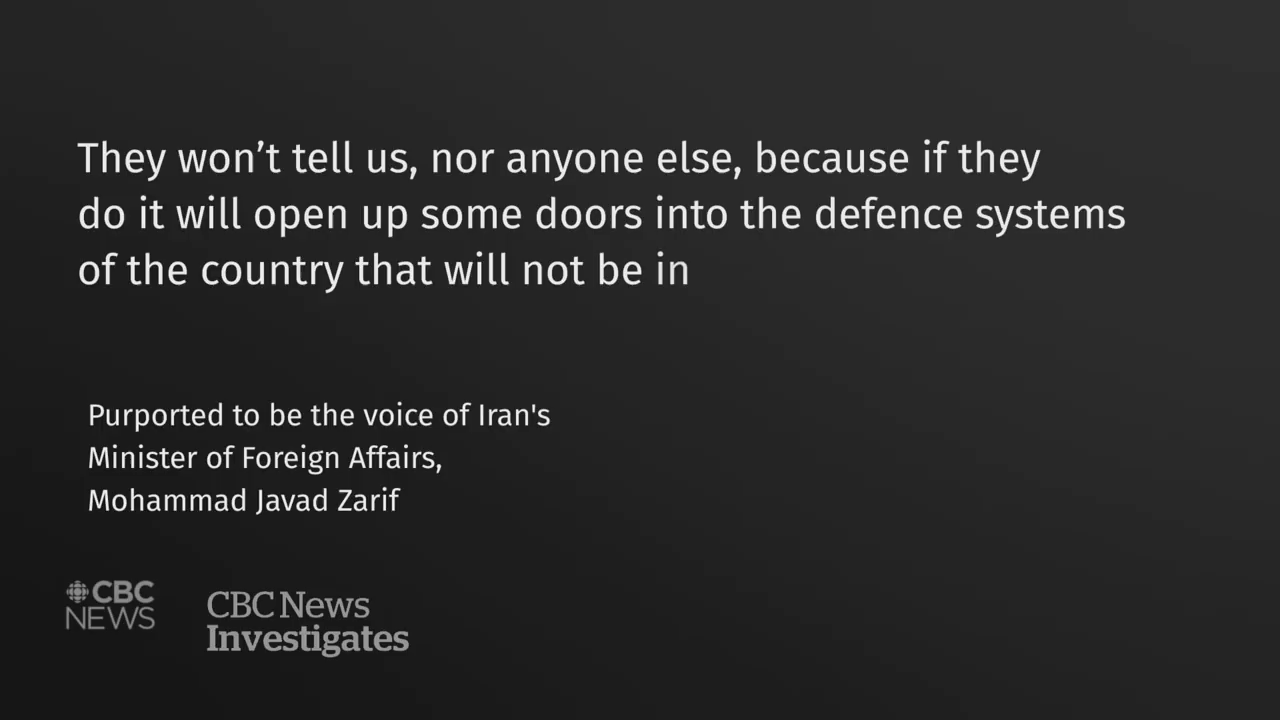 They won’t tell us, nor anyone else, because if they
do it will open up some doors into the defence systems
of the country that will not be in
Purported to be the voice of Iran's
Minister of Foreign Affairs,
Mohammad Javad Zarif
CBC
NEWS
CBC News
Investigates